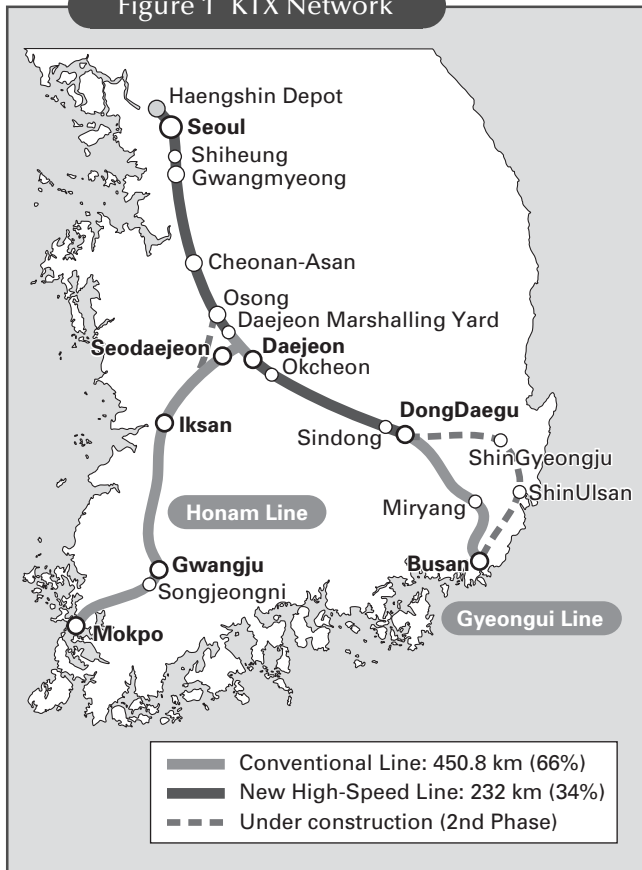 Figure 1 KTX Network
Haengshin Depot
Seoul
Shiheung
Gwangmyeong
Cheonan-Asan
Osong
Daejeon Marshalling Yard
Seodaejeon
Daejeon
Okcheon
Iksan
DongDaegu
Sindong
ShinGyeongju
ShinUlsan
Miryang
Honam Line
Gwangju
Songjeongni
Busan
Gyeongui Line
Mokpo
Conventional Line: 450.8 km (66%)
New High-Speed Line: 232 km (34%)
Under construction (2nd Phase)